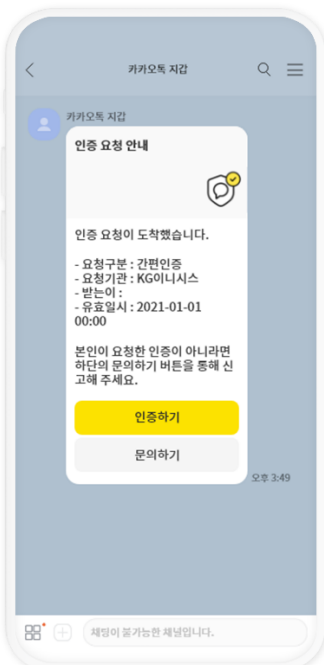 카카오톡 지갑
카카오톡 지갑
인증 요청 안내
인증 요청이 도착했습니다.
- 요청구분 : 간편인증
- 요청기관 : KG이니시스
- 받는이 :
- 유효일시 : 2021-01-01
00:00
본인이 요청한 인증이 아니라면
하단의 문의하기 버튼을 통해 신
고해 주세요.
인증하기
문의하기
오후 3:49
채팅이 불가능한 채널입니다.